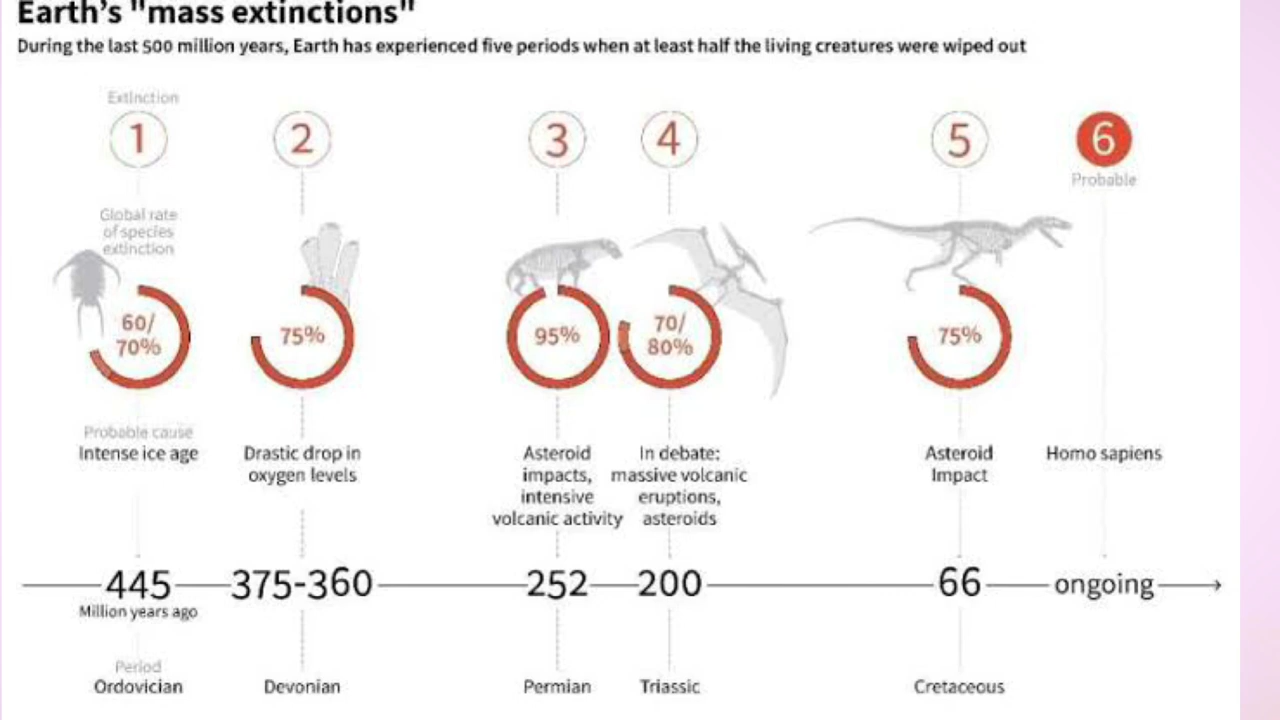 Earth's "mass extinctions"
During the last 500 million years, Earth has experienced five periods when at least half the living creatures were wiped out
Extinction
1
2
3
4
5
6
Probable
Global rate
of species
extinction
60/
70%
75%
95%
70/
80%
75%
Probable cause
Intense ice age
Drastic drop in
oxygen levels
Asteroid
impacts,
intensive
volcanic activity
In debate:
massive volcanic
eruptions,
asteroids
Asteroid
Impact
Homo sapiens
445
375-360
252
200
66
ongoing
Million years ago
Period
Ordovician
Devonian
Permian
Triassic
Cretaceous